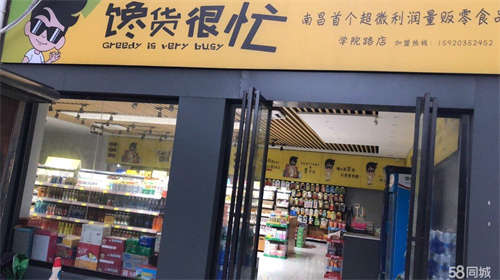 馋货很忙
Greedy is very busy
南昌首个超微利润量贩零食品
学院路店 加盟热线: 15920352952
58同城